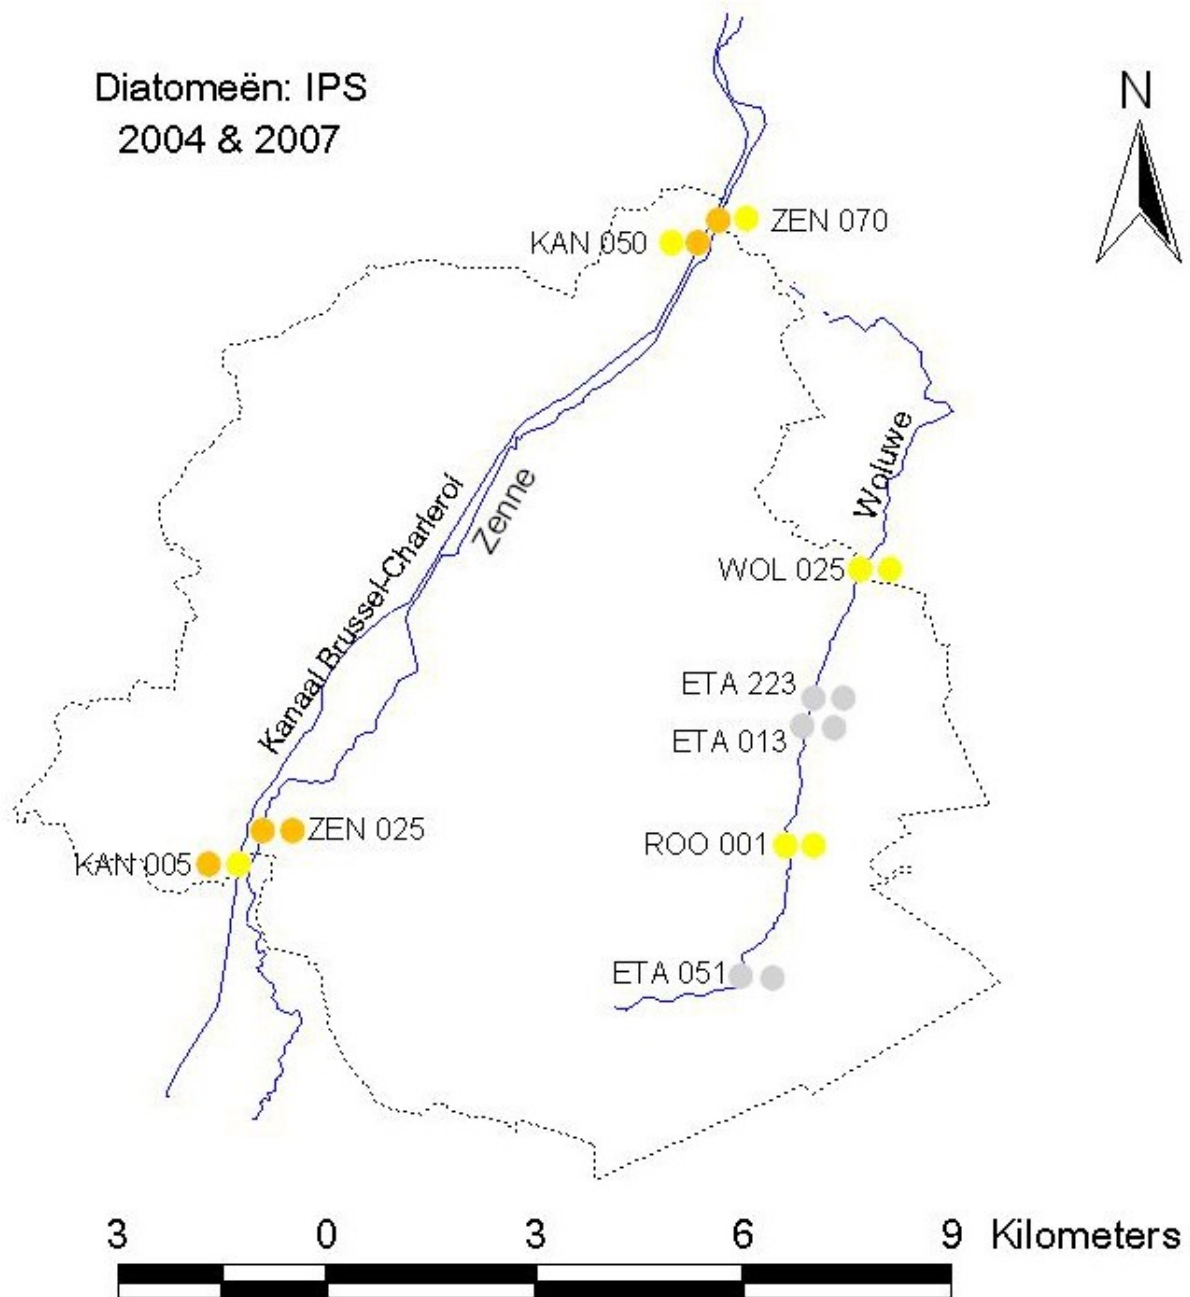 Diatomeën: IPS
2004 & 2007
N
ZEN 070
KAN 050
Woluwe
Kanaal Brussel-Charleroi
Zenne
WOL 025
ETA 223
ETA 013
ZEN 025
ROO 001
KAN 005
ETA 051
3 0 3 6 9 Kilometers